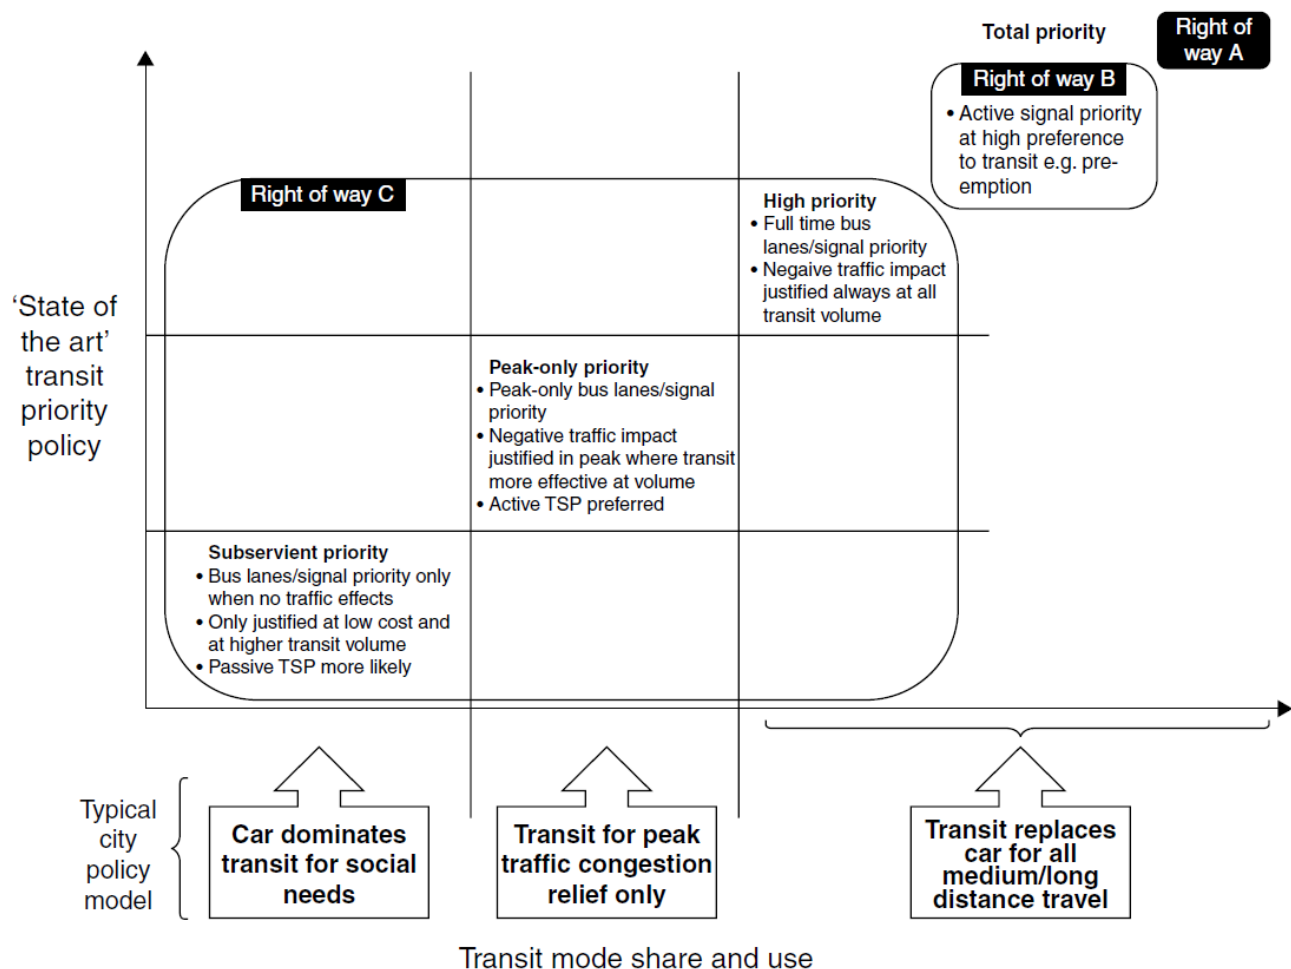 Total priority
Right of
way A
Right of way B
• Active signal priority
at high preference
to transit e.g. pre-
emption
Right of way C
High priority
• Full time bus
lanes/signal priority
• Negaive traffic impact
justified always at all
transit volume
‘State of
the art’
transit
priority
policy
Peak-only priority
• Peak-only bus lanes/signal
priority
• Negative traffic impact
justified in peak where transit
more effective at volume
• Active TSP preferred
Subservient priority
• Bus lanes/signal priority only
when no traffic effects
• Only justified at low cost and
at higher transit volume
• Passive TSP more likely
Typical
city
policy
model
Car dominates
transit for social
needs
Transit for peak
traffic congestion
relief only
Transit replaces
car for all
medium/long
distance travel
Transit mode share and use